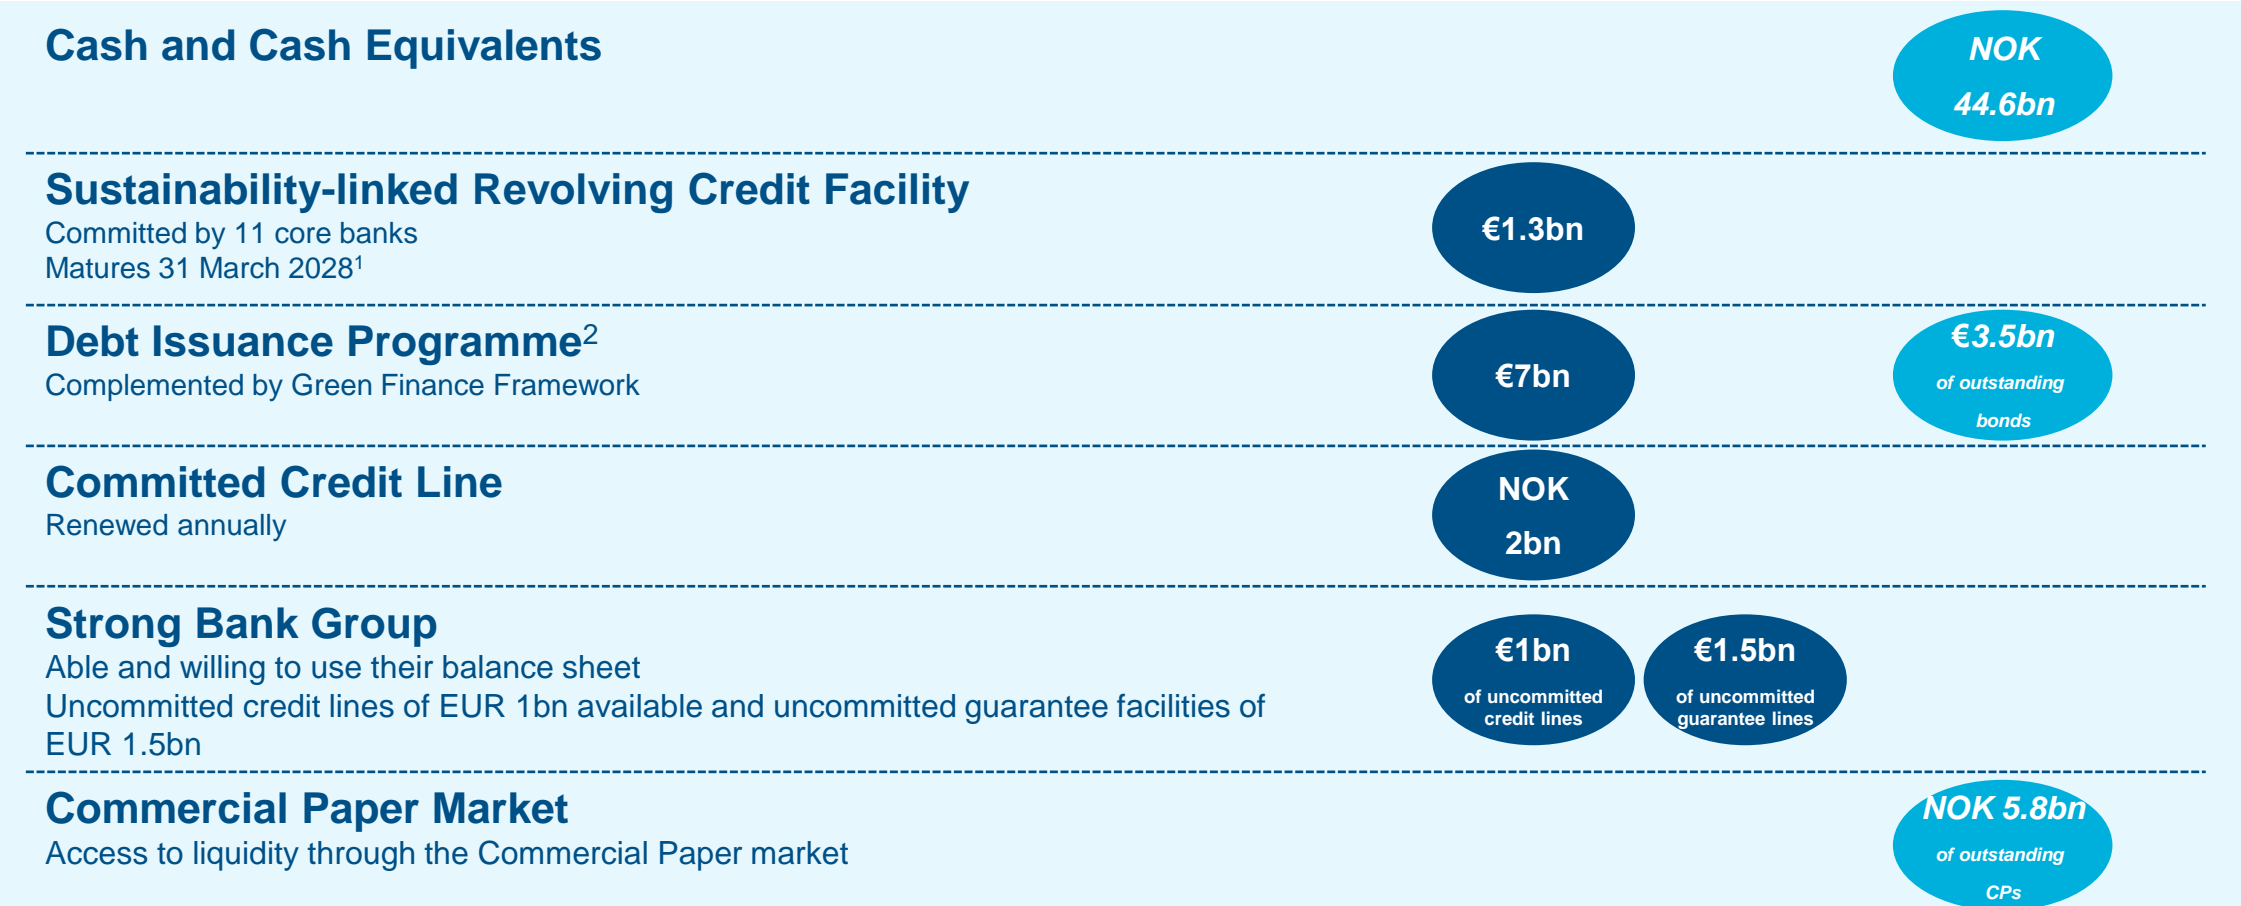 Cash and Cash Equivalents
NOK
44.6bn
Sustainability-linked Revolving Credit Facility
Committed by 11 core banks
Matures 31 March 2028¹
€1.3bn
Debt Issuance Programme²
Complemented by Green Finance Framework
€7bn
€3.5bn
of outstanding
bonds
Committed Credit Line
Renewed annually
NOK
2bn
Strong Bank Group
Able and willing to use their balance sheet
Uncommitted credit lines of EUR 1bn available and uncommitted guarantee facilities of
EUR 1.5bn
€1bn
of uncommitted
credit lines
€1.5bn
of uncommitted
guarantee lines
Commercial Paper Market
Access to liquidity through the Commercial Paper market
NOK 5.8bn
of outstanding
CPs